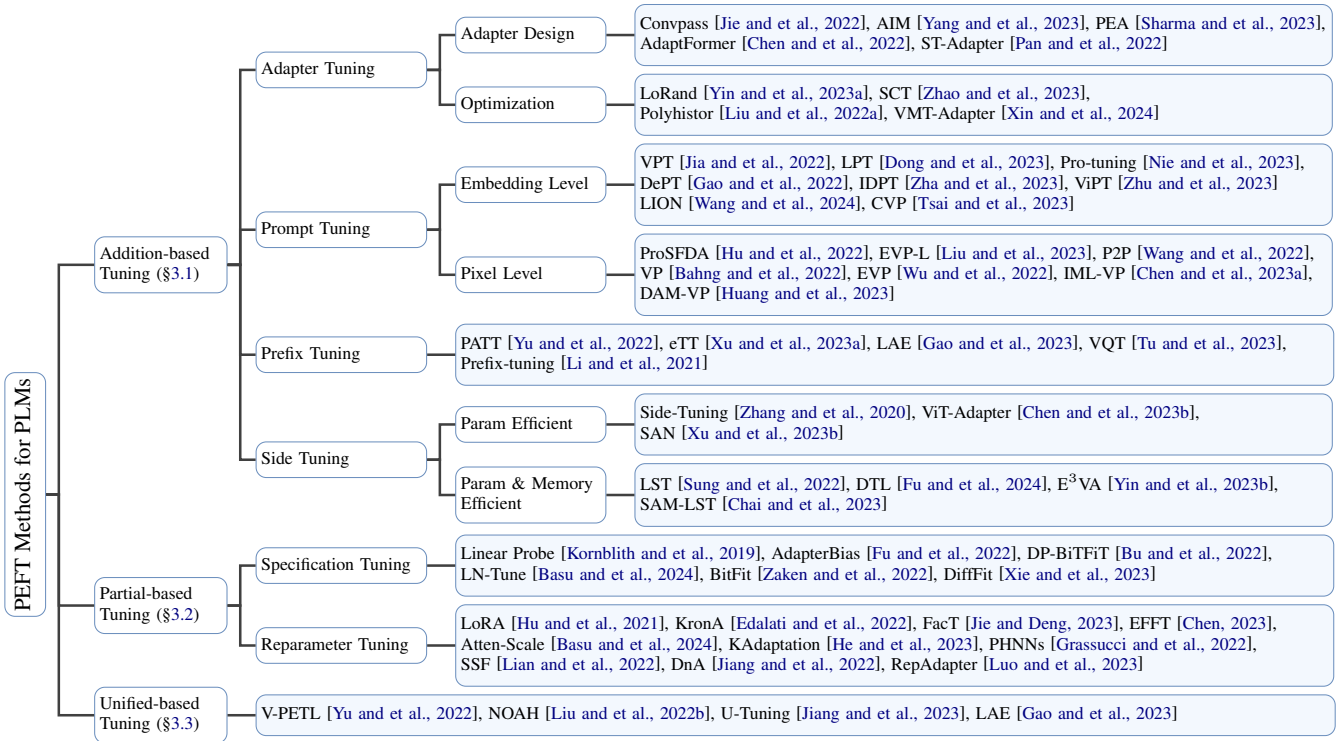 PEFT Methods for PLMs
Addition-based
Tuning (§3.1)
Adapter Tuning
Adapter Design
Convpass [Jie and et al., 2022], AIM [Yang et al., 2023], PEA [Sharma and et al., 2023],
AdaptFormer [Chen and et al., 2022], ST-Adapter [Pan and et al., 2022]
Optimization
LoRand [Yin and et al., 2023a], SCT [Zhao and et al., 2023],
Polyhistor [Liu and et al., 2022a], VMT-Adapter [Xin and et al., 2024]
Prompt Tuning
Embedding Level
VPT [Jia and et al., 2022], LPT [Dong and et al., 2023], Pro-tuning [Nie and et al., 2023],
DePT [Gao and et al., 2022], IDPT [Zha and et al., 2023], ViPT [Zhu and et al., 2023]
LION [Wang and et al., 2024], CVP [Tsai and et al., 2023]
Pixel Level
ProSFDA [Hu and et al., 2022], EVP-L [Liu and et al., 2023], P2P [Wang and et al., 2022],
VP [Bahng and et al., 2022], EVP [Wu and et al., 2022], IML-VP [Chen and et al., 2023a],
DAM-VP [Huang and et al., 2023]
Prefix Tuning
PATT [Yu and et al., 2022], eTT [Xu and et al., 2023a], LAE [Gao and et al., 2023], VQT [Tu and et al., 2023],
Prefix-tuning [Li and et al., 2021]
Side Tuning
Param Efficient
Side-Tuning [Zhang and et al., 2020], ViT-Adapter [Chen and et al., 2023b],
SAN [Xu and et al., 2023b]
Param & Memory
Efficient
LST [Sung and et al., 2022], DTL [Fu and et al., 2024], E³VA [Yin and et al., 2023b],
SAM-LST [Chai and et al., 2023]
Partial-based
Tuning (§3.2)
Specification Tuning
Linear Probe [Kornblith and et al., 2019], AdapterBias [Fu and et al., 2022], DP-BiTFiT [Bu and et al., 2022],
LN-Tune [Basu and et al., 2024], BitFit [Zaken and et al., 2022], DiffFit [Xie and et al., 2023]
Reparameter Tuning
LoRA [Hu and et al., 2021], KronA [Edalati and et al., 2022], FacT [Jie and Deng, 2023], EFFT [Chen, 2023],
Atten-Scale [Basu and et al., 2024], KAdaptation [He and et al., 2023], PHNNs [Grassucci and et al., 2022],
SSF [Lian and et al., 2022], DnA [Jiang and et al., 2022], RepAdapter [Luo and et al., 2023]
Unified-based
Tuning (§3.3)
V-PETL [Yu and et al., 2022], NOAH [Liu and et al., 2022b], U-Tuning [Jiang and et al., 2023], LAE [Gao and et al., 2023]